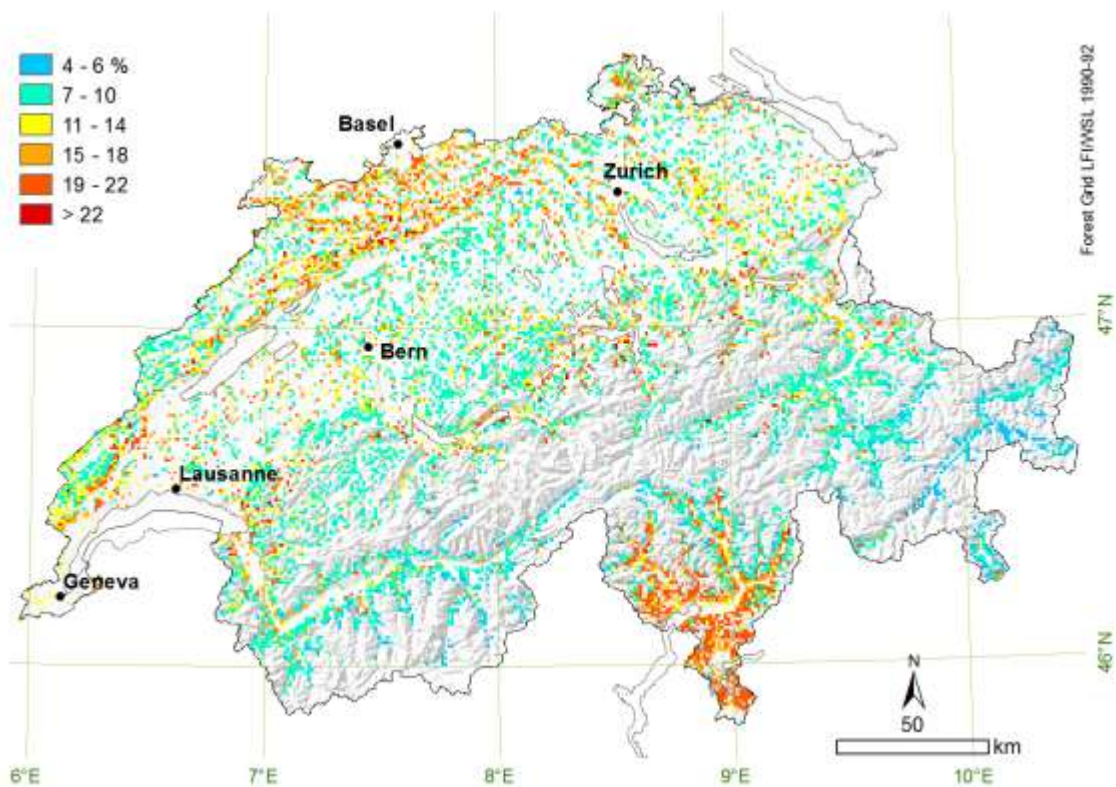 4 - 6 %
7 - 10
11 - 14
15 - 18
19 - 22
> 22
Forest Grid LFI/WSL 1990-92
Basel
Zurich
47°N
Bern
Lausanne
Geneva
46°N
N
50
km
6°E
7°E
8°E
9°E
10°E